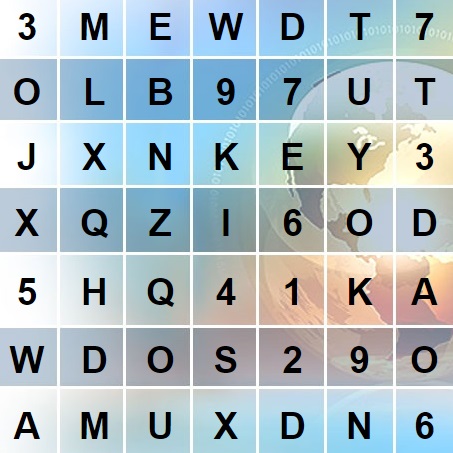 3 M E W D T 7
O L B 9 7 U T
J X N K E Y 3
X Q Z I 6 O D
5 H Q 4 1 K A
W D O S 2 9 O
A M U X D N 6